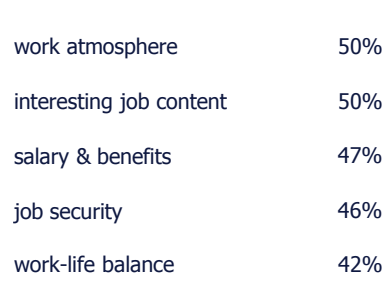 work atmosphere 50%
interesting job content 50%
salary & benefits 47%
job security 46%
work-life balance 42%